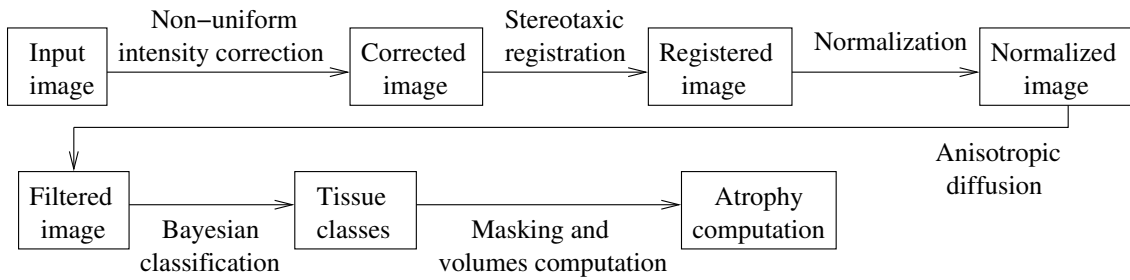 Input
image
Non−uniform
intensity correction
Corrected
image
Stereotaxic
registration
Registered
image
Normalization
Normalized
image
Anisotropic
diffusion
Filtered
image
Bayesian
classification
Tissue
classes
Masking and
volumes computation
Atrophy
computation